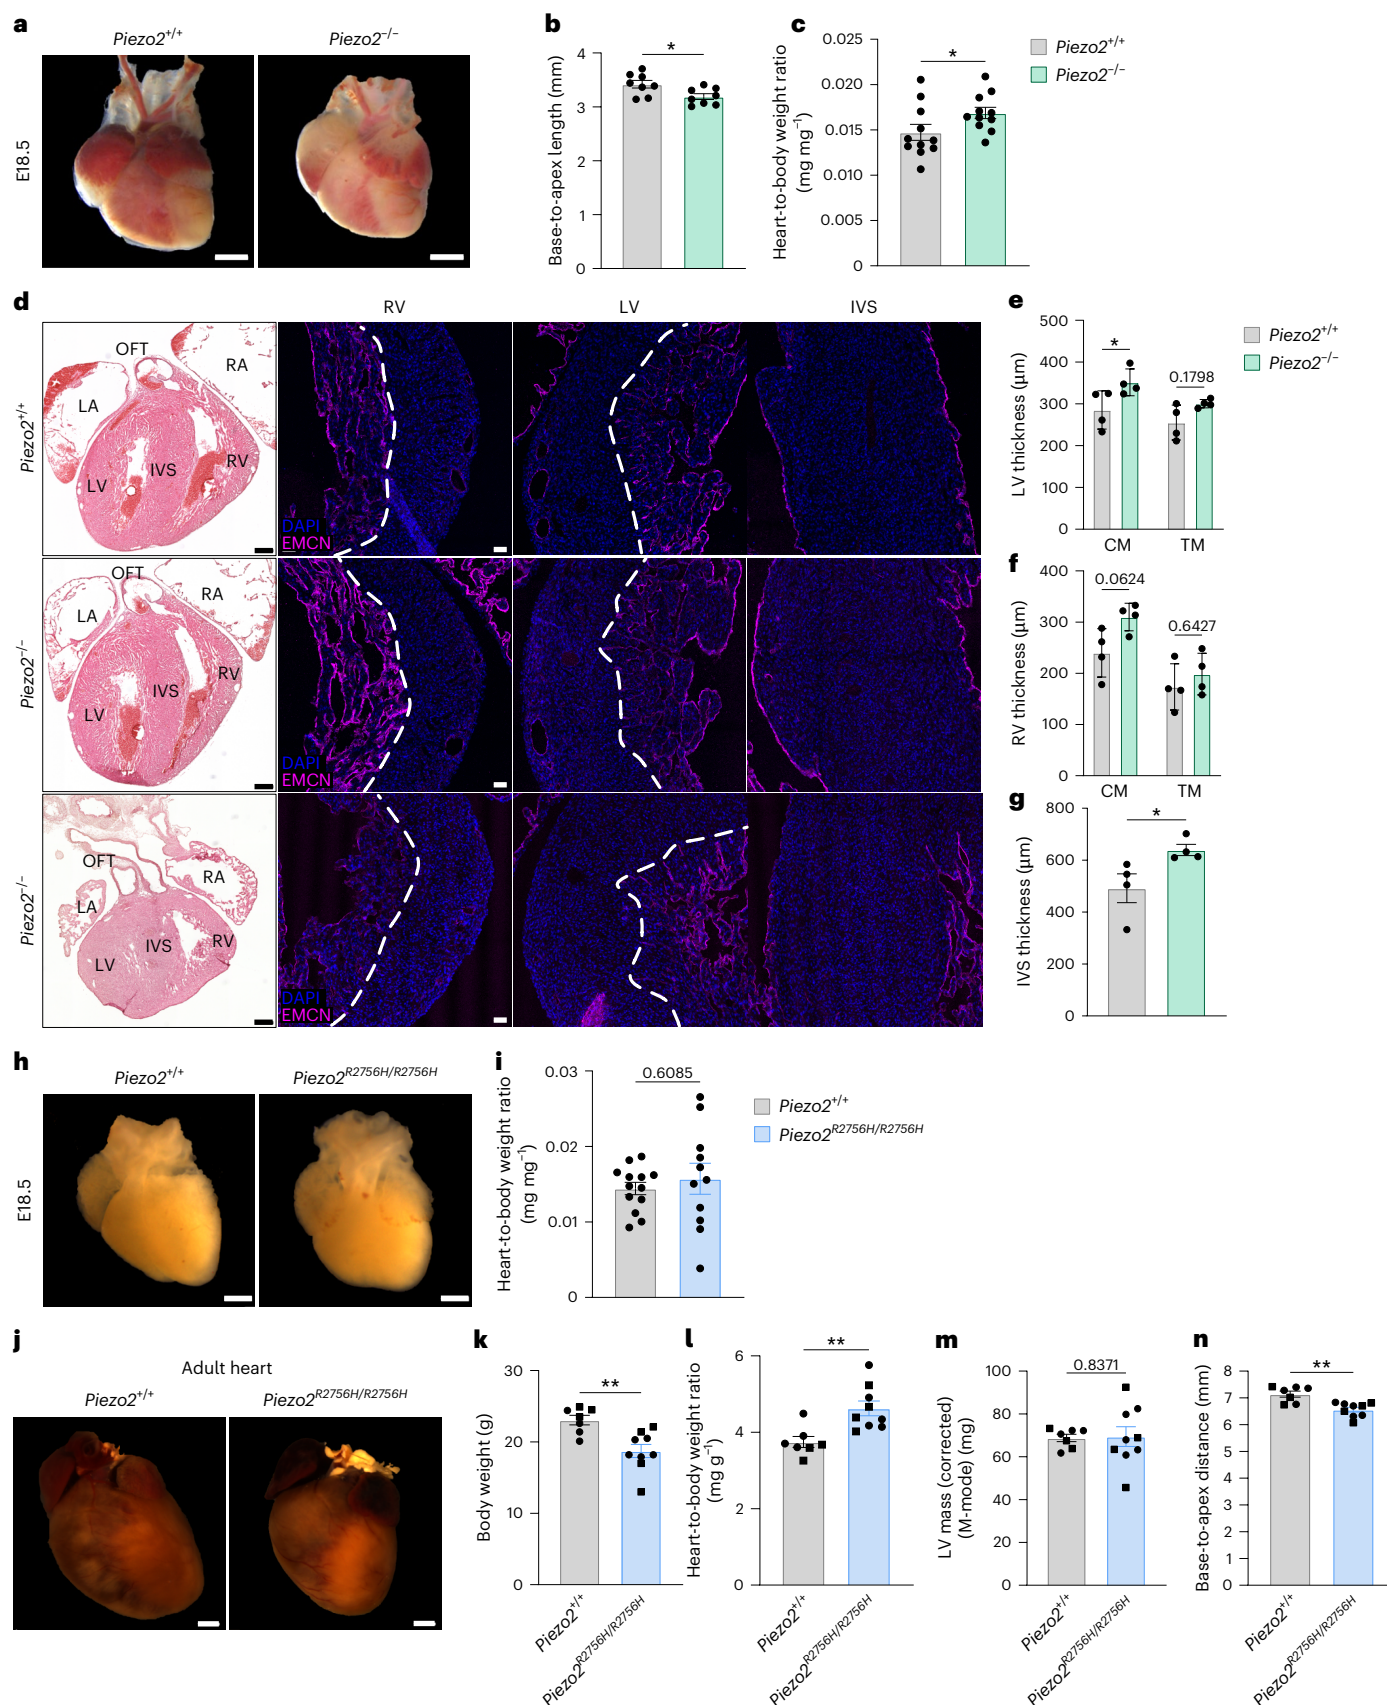 a
Piezo2+/+
Piezo2−/−
E18.5
b
Base-to-apex length (mm)
4
3
2
1
0
*
c
Heart-to-body weight ratio
(mg mg−1)
0.025
0.020
0.015
0.010
0.005
0
*
Piezo2+/+
Piezo2−/−
d
RV
LV
IVS
Piezo2+/+
OFT
RA
LA
IVS
RV
LV
DAPI
EMCN
Piezo2−/−
OFT
RA
LA
RV
IVS
LV
DAPI
EMCN
Piezo2−/−
OFT
RA
LA
IVS
RV
LV
DAPI
EMCN
e
LV thickness (μm)
500
400
300
200
100
0
*
0.1798
CM
TM
Piezo2+/+
Piezo2−/−
f
RV thickness (μm)
400
300
200
100
0
0.0624
0.6427
CM
TM
g
IVS thickness (μm)
800
600
400
200
0
*
h
Piezo2+/+
Piezo2R2756H/R2756H
E18.5
i
Heart-to-body weight ratio
(mg mg−1)
0.03
0.02
0.01
0
0.6085
Piezo2+/+
Piezo2R2756H/R2756H
j
Adult heart
Piezo2+/+
Piezo2R2756H/R2756H
k
Body weight (g)
30
20
10
0
**
Piezo2+/+
Piezo2R2756H/R2756H
l
Heart-to-body weight ratio
(mg g−1)
6
4
2
0
**
Piezo2+/+
Piezo2R2756H/R2756H
m
LV mass (corrected)
(M-mode) (mg)
100
80
60
40
20
0
0.8371
Piezo2+/+
Piezo2R2756H/R2756H
n
Base-to-apex distance (mm)
8
7
6
5
4
3
2
1
0
**
Piezo2+/+
Piezo2R2756H/R2756H